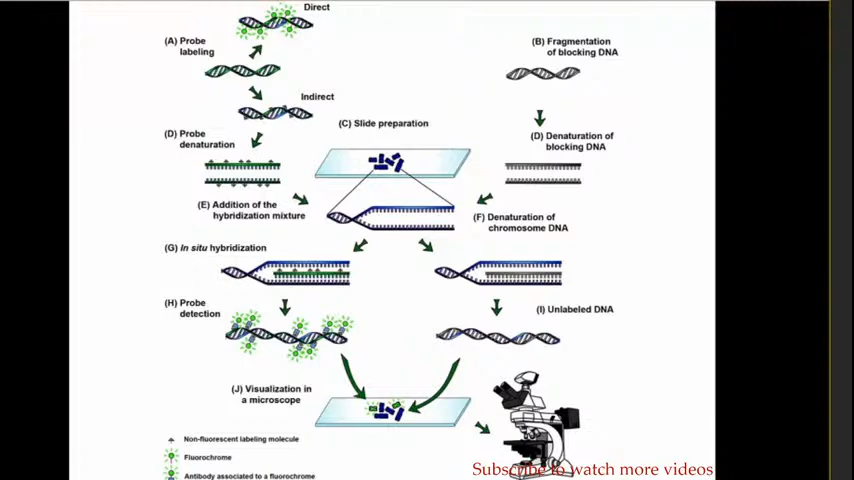 Direct
(A) Probe
labeling
(B) Fragmentation
of blocking DNA
Indirect
(C) Slide preparation
(D) Probe
denaturation
(D) Denaturation of
blocking DNA
(E) Addition of the
hybridization mixture
(F) Denaturation of
chromosome DNA
(G) In situ hybridization
(H) Probe
detection
(I) Unlabeled DNA
(J) Visualization in
a microscope
Non-fluorescent labeling molecule
Fluorochrome
Antibody associated to a fluorochrome
Subscribe to watch more videos